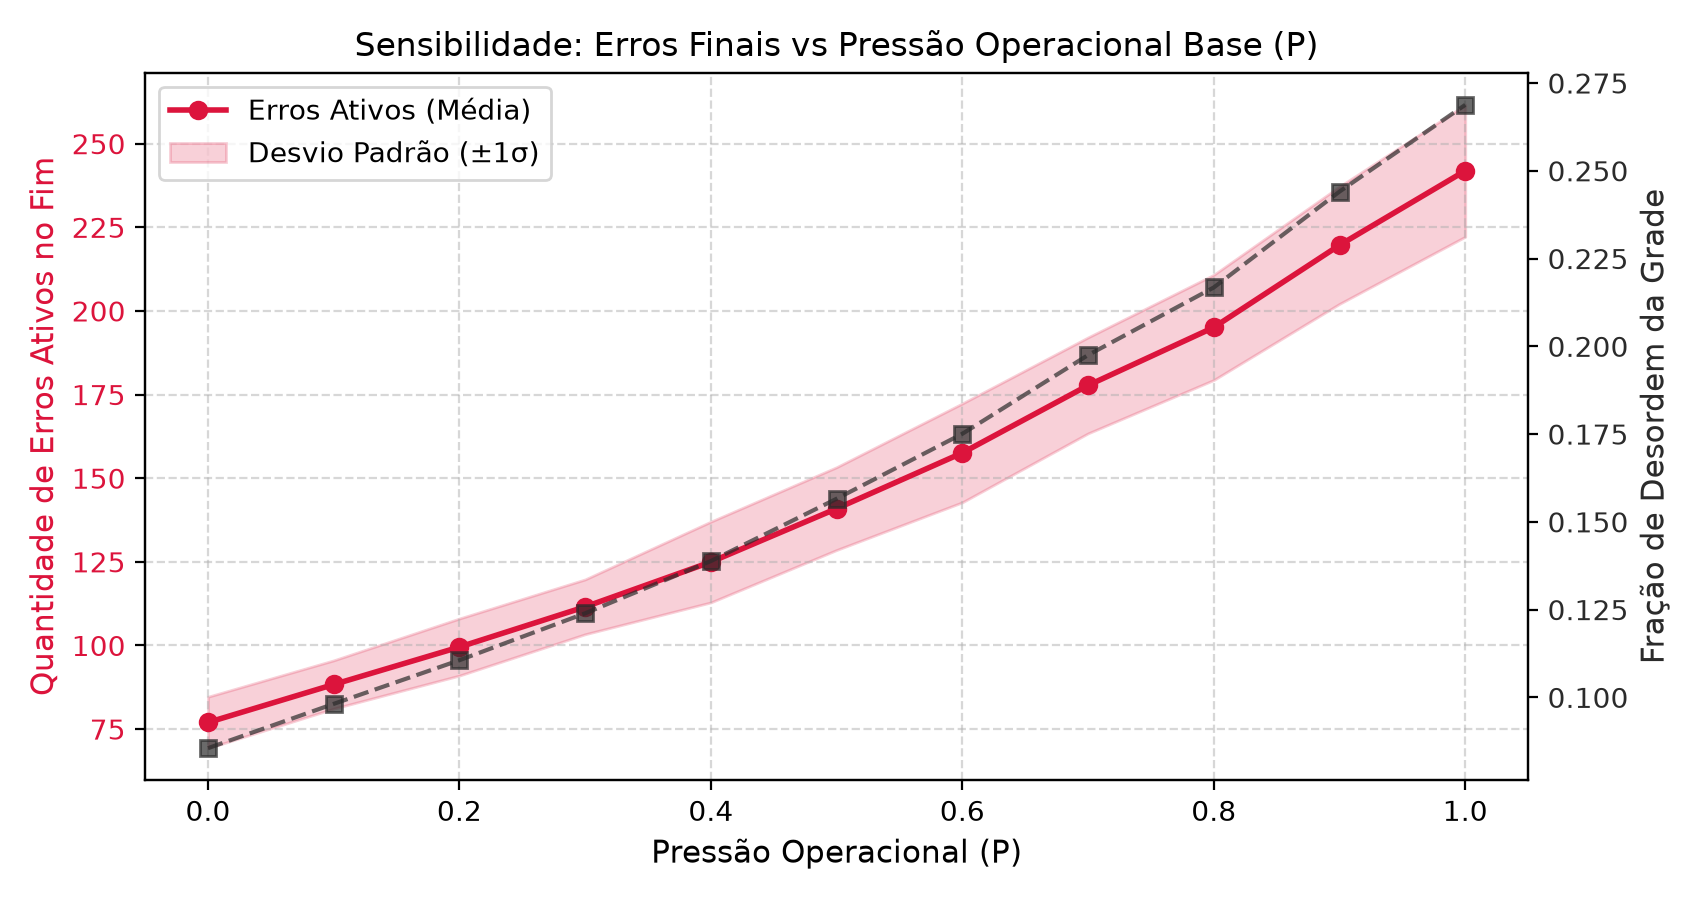 Sensibilidade: Erros Finais vs Pressão Operacional Base (P)
Erros Ativos (Média)
Desvio Padrão (±1σ)
Quantidade de Erros Ativos no Fim
250
225
200
175
150
125
100
75
0.275
0.250
0.225
0.200
0.175
0.150
0.125
0.100
Fração de Desordem da Grade
0.0 0.2 0.4 0.6 0.8 1.0
Pressão Operacional (P)